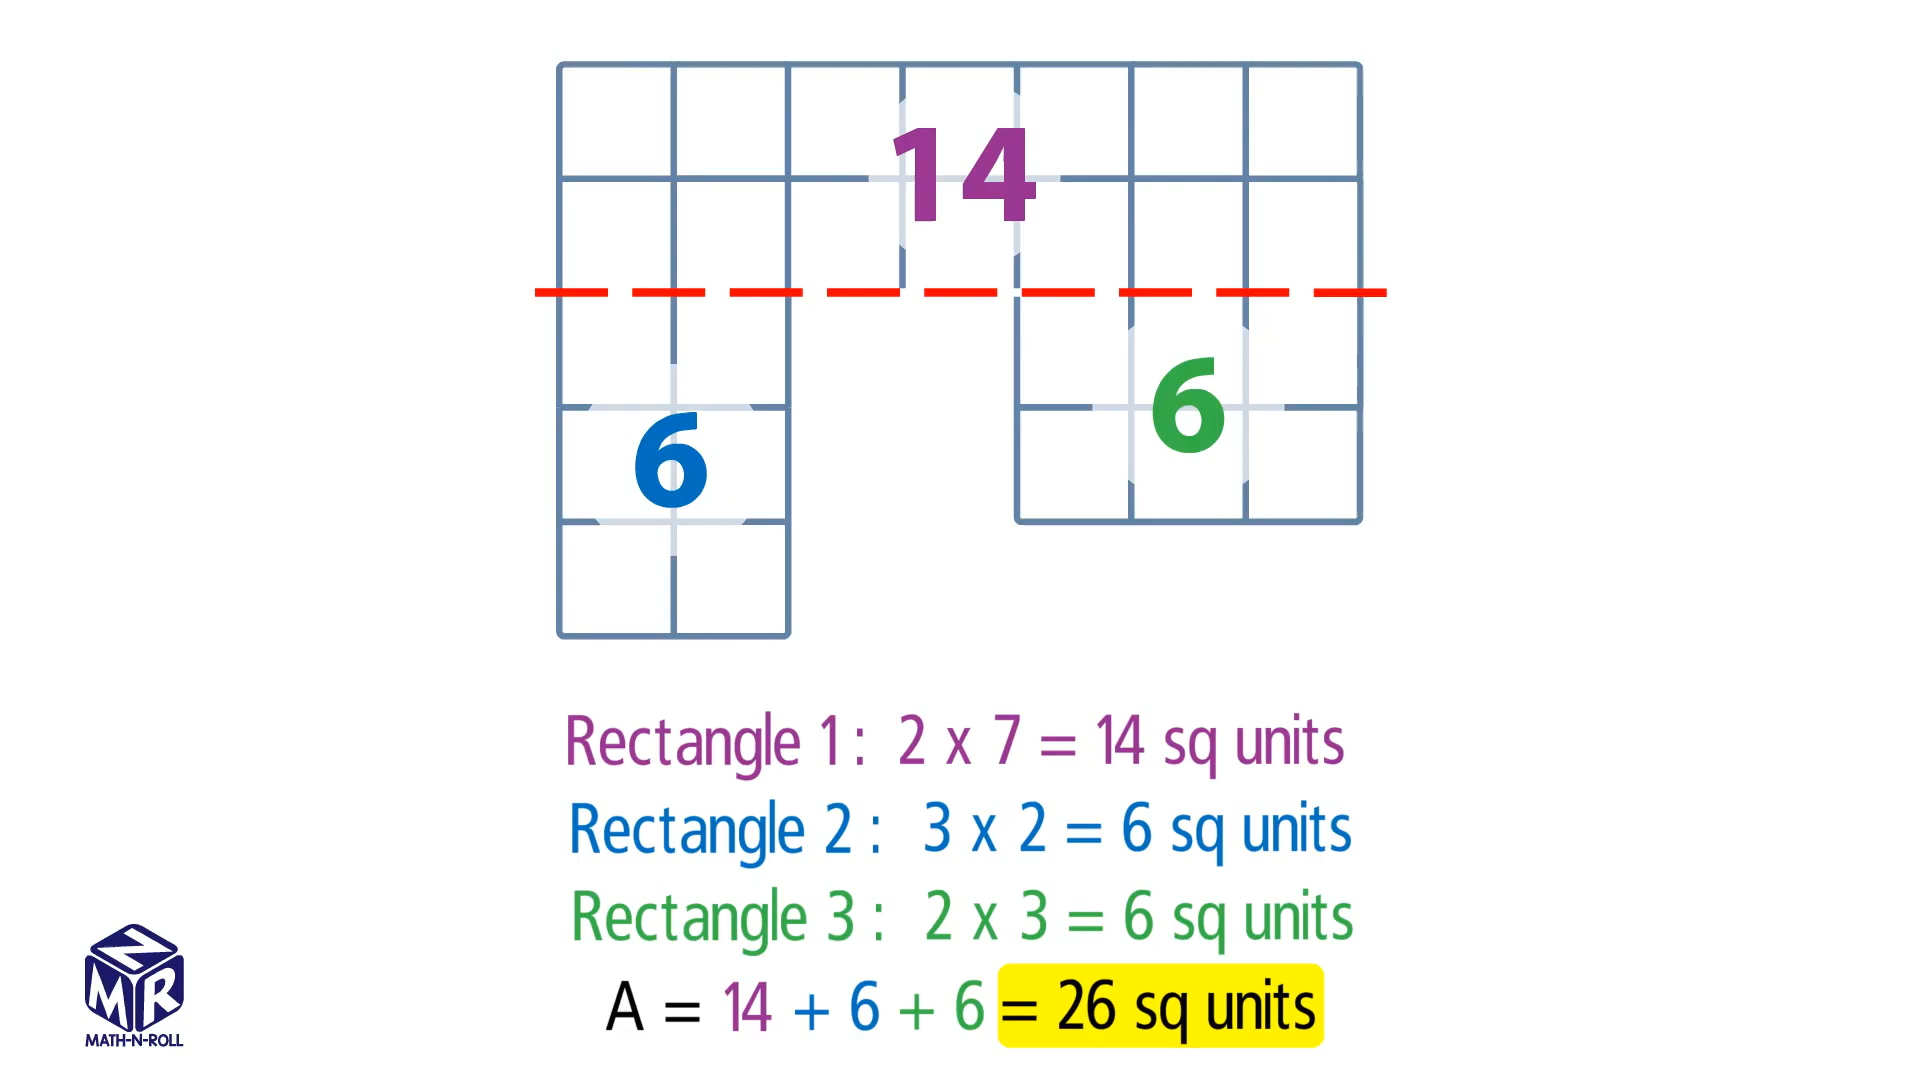 14
6
6
Rectangle 1 : 2 x 7 = 14 sq units
Rectangle 2 : 3 x 2 = 6 sq units
Rectangle 3 : 2 x 3 = 6 sq units
A = 14 + 6 + 6 = 26 sq units
MNR
MATH-N-ROLL